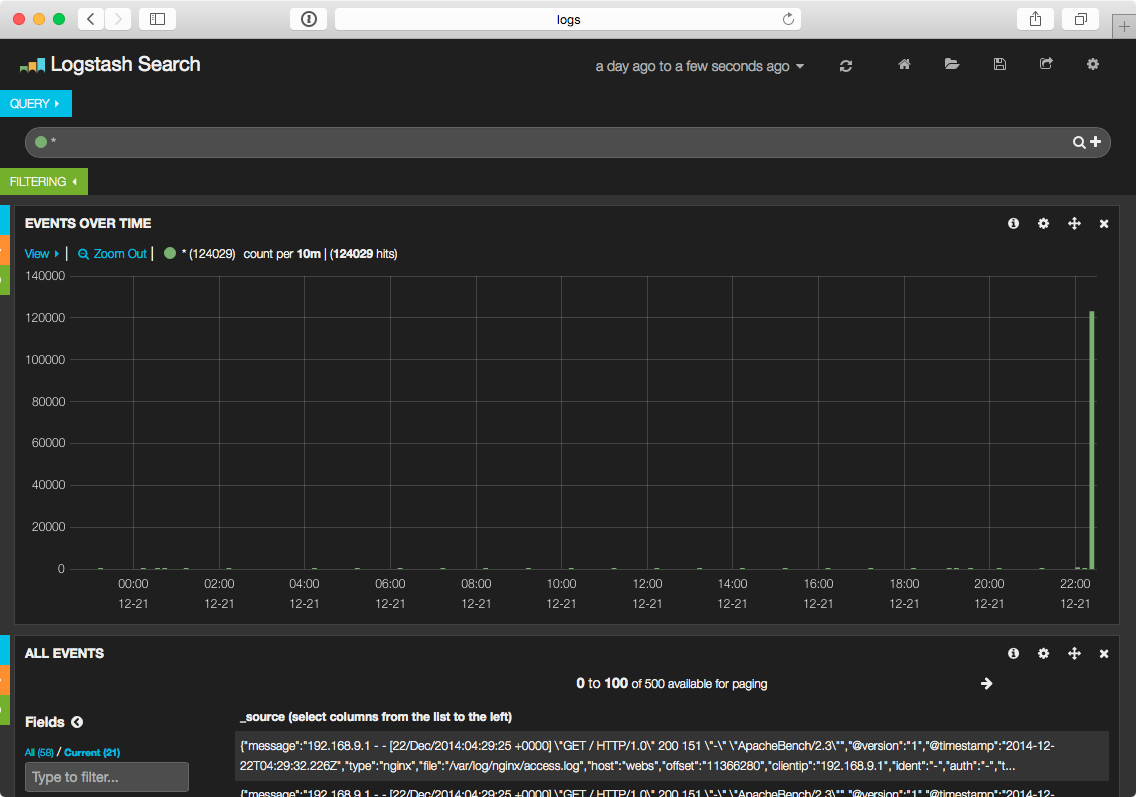 logs
Logstash Search
a day ago to a few seconds ago
QUERY
*
FILTERING
EVENTS OVER TIME
View | Zoom Out | * (124029) count per 10m | (124029 hits)
140000
120000
100000
80000
60000
40000
20000
0
00:00 02:00 04:00 06:00 08:00 10:00 12:00 14:00 16:00 18:00 20:00 22:00
12-21 12-21 12-21 12-21 12-21 12-21 12-21 12-21 12-21 12-21 12-21 12-21
ALL EVENTS
0 to 100 of 500 available for paging
Fields
All (58) / Current (21)
Type to filter...
_source (select columns from the list to the left)
{"message":"192.168.9.1 - - [22/Dec/2014:04:29:25 +0000] \"GET / HTTP/1.0\" 200 151 \"-\" \"ApacheBench/2.3\"","@version":"1","@timestamp":"2014-12-
22T04:29:32.226Z","type":"nginx","file":"/var/log/nginx/access.log","host":"webs","offset":"11366280","clientip":"192.168.9.1","ident":"-","auth":"-","t...
{"message":"192.168.9.1 - - [22/Dec/2014:04:29:25 +0000] \"GET / HTTP/1.0\" 200 151 \"-\" \"ApacheBench/2.3\"","@version":"1","@timestamp":"2014-12-